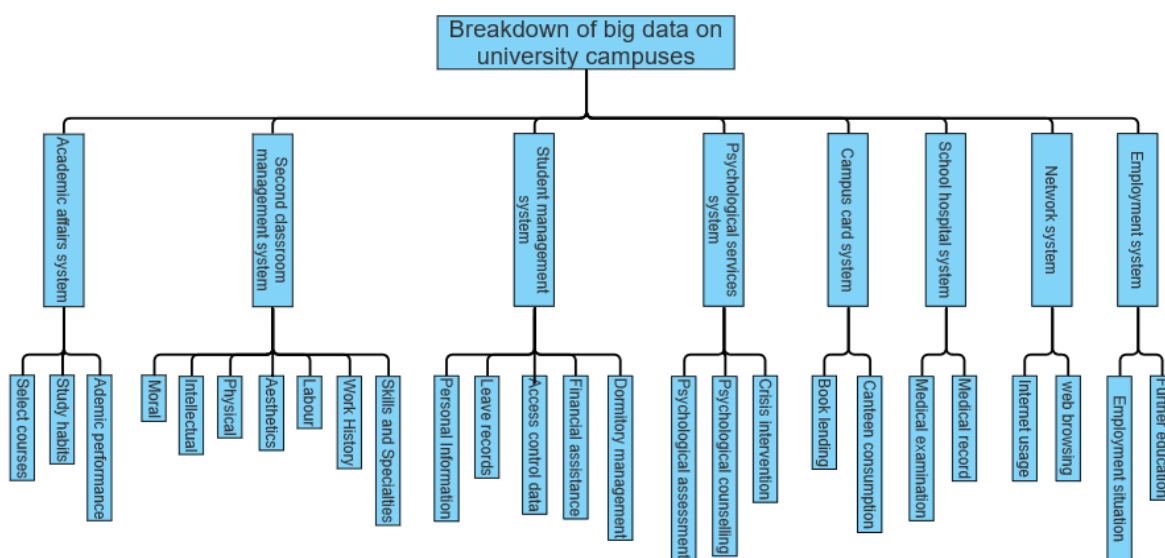 Breakdown of big data on
university campuses
Academic affairs system
Second classroom
management system
Student management
system
Psychological services
system
Campus card system
School hospital system
Network system
Employment system
Select courses
Study habits
Ademic performance
Moral
Intellectual
Physical
Aesthetics
Labour
Work History
Skills and Specialties
Personal Information
Leave records
Access control data
Financial assistance
Dormitory management
Psychological assessment
Psychological counselling
Crisis intervention
Book lending
Canteen consumption
Medical examination
Medical record
Internet usage
web browsing
Employment situation
Further education